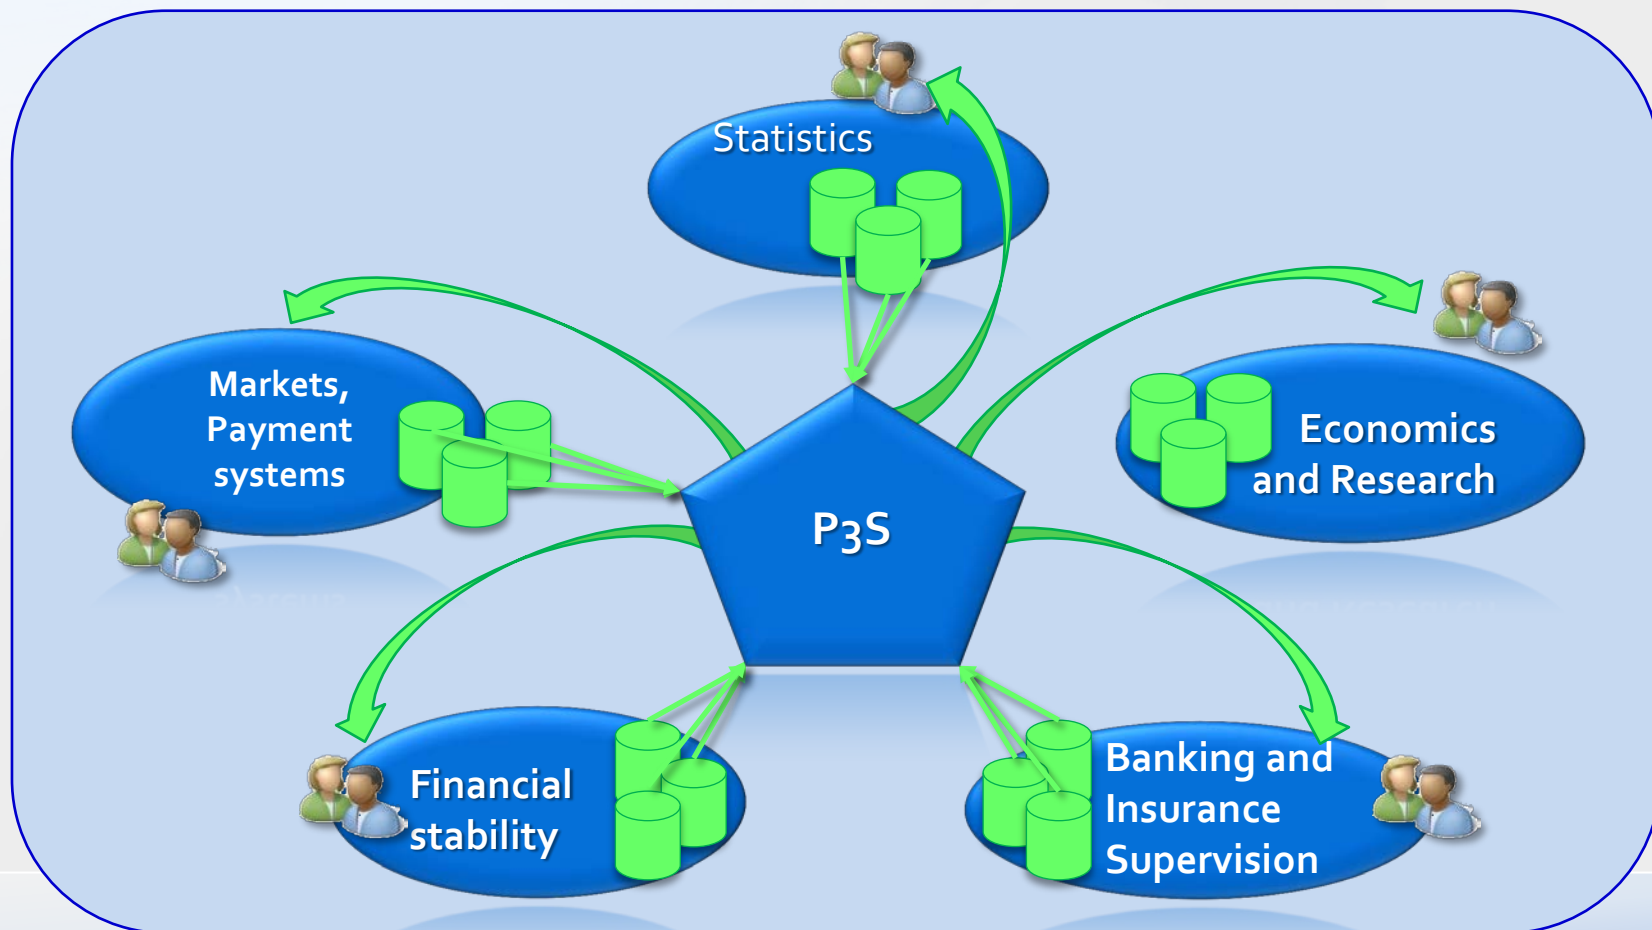 Statistics
Markets,
Payment
systems
Economics
and Research
P3S
Financial
stability
Banking and
Insurance
Supervision